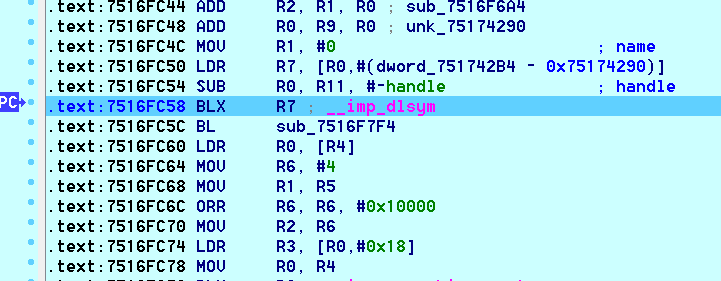 .text:7516FC44 ADD R2, R1, R0 ; sub_7516F6A4
.text:7516FC48 ADD R0, R9, R0 ; unk_75174290
.text:7516FC4C MOV R1, #0 ; name
.text:7516FC50 LDR R7, [R0,#(dword_751742B4 - 0x75174290)]
.text:7516FC54 SUB R0, R11, #-handle ; handle
PC .text:7516FC58 BLX R7 ; __imp_dlsym
.text:7516FC5C BL sub_7516F7F4
.text:7516FC60 LDR R0, [R4]
.text:7516FC64 MOV R6, #4
.text:7516FC68 MOV R1, R5
.text:7516FC6C ORR R6, R6, #0x10000
.text:7516FC70 MOV R2, R6
.text:7516FC74 LDR R3, [R0,#0x18]
.text:7516FC78 MOV R0, R4